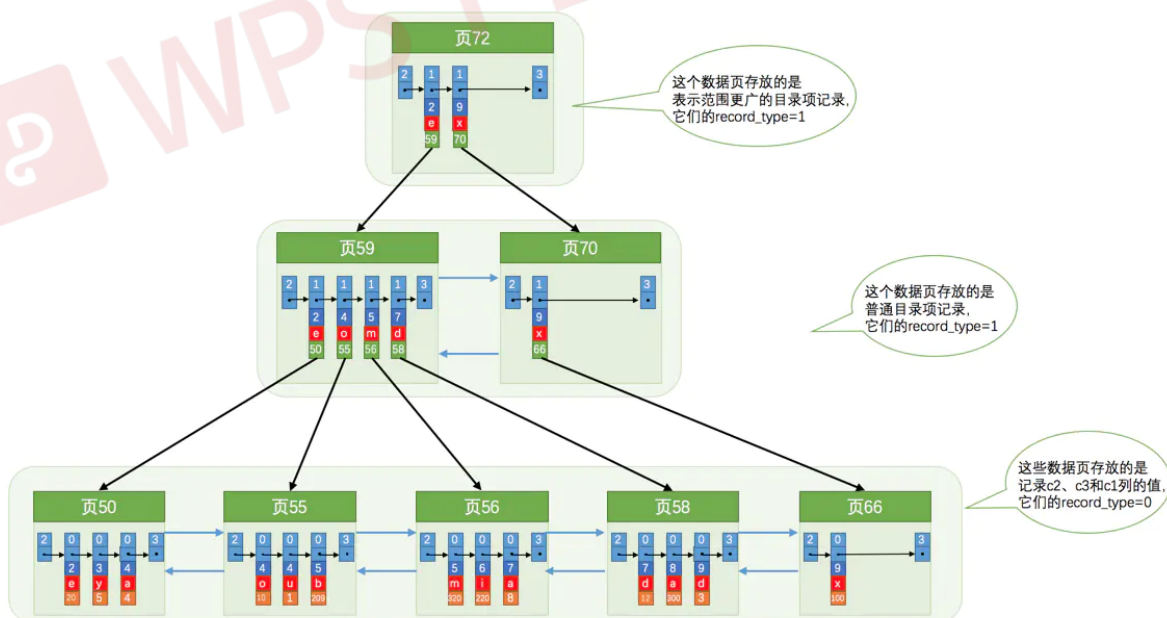 WPS
页72
2 1 1 3
2 9
e x
59 70
这个数据页存放的是
表示范围更广的目录项记录,
它们的record_type=1
页59
页70
2 1 1 1 1 3
2 1 3
2 4 5 7
9
e o m d
x
50 55 56 58
66
这个数据页存放的是
普通目录项记录,
它们的record_type=1
页50
页55
页56
页58
页66
2 0 0 0 3
2 0 0 0 3
2 0 0 0 3
2 0 0 0 3
2 0 3
2 3 4
4 4 5
5 6 7
7 8 9
9
e y a
o u b
m i a
d a d
x
20 5 4
10 1 209
320 220 8
12 300 3
100
这些数据页存放的是
记录c2、c3和c1列的值,
它们的record_type=0